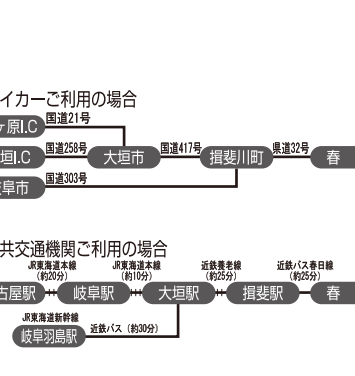 イカーご利用の場合
国道21号
ヶ原I.C
国道258号
垣I.C
大垣市
国道417号
揖斐川町
県道32号
春
国道303号
阜市
共交通機関ご利用の場合
JR東海道本線
(約20分)
JR東海道本線
(約10分)
近鉄養老線
(約25分)
近鉄バス春日線
(約25分)
古屋駅
岐阜駅
大垣駅
揖斐駅
春
JR東海道新幹線
岐阜羽島駅
近鉄バス (約30分)